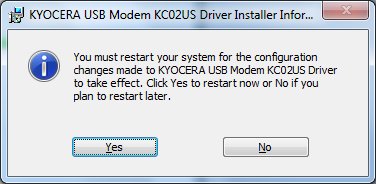 KYOCERA USB Modem KC02US Driver Installer Infor...
You must restart your system for the configuration
changes made to KYOCERA USB Modem KC02US Driver
to take effect. Click Yes to restart now or No if you
plan to restart later.
Yes
No